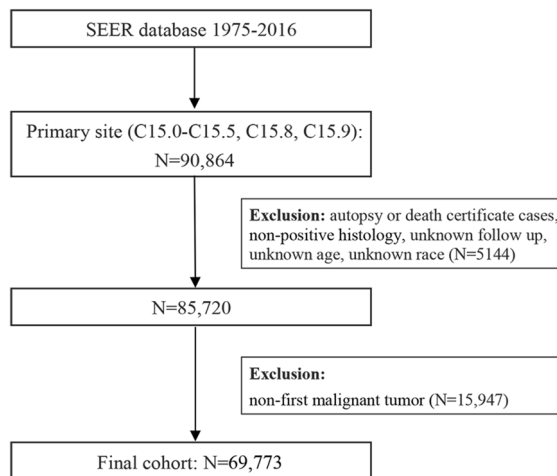 SEER database 1975-2016
Primary site (C15.0-C15.5, C15.8, C15.9):
N=90,864
Exclusion: autopsy or death certificate cases,
non-positive histology, unknown follow up,
unknown age, unknown race (N=5144)
N=85,720
Exclusion:
non-first malignant tumor (N=15,947)
Final cohort: N=69,773